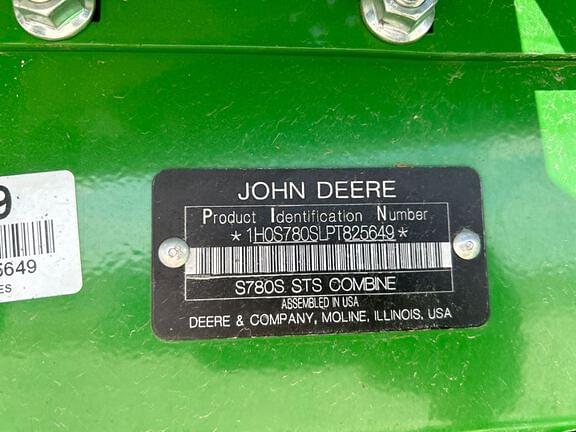 JOHN DEERE
Product Identification Number
*1H0S780SLPT825649*
S780S STS COMBINE
ASSEMBLED IN USA
DEERE & COMPANY, MOLINE, ILLINOIS, USA
9
5649
ES